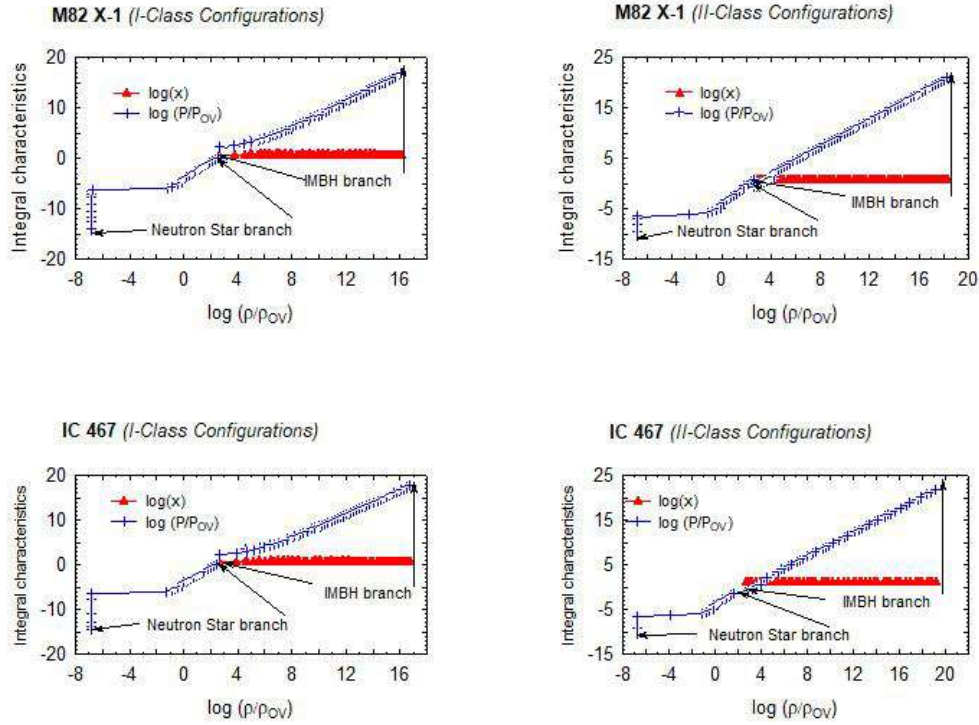 M82 X-1 (I-Class Configurations)
20
10
0
-10
-20
Integral characteristics
log(x)
log (P/P_OV)
IMBH branch
Neutron Star branch
-8 -4 0 4 8 12 16
log (ρ/ρ_OV)
M82 X-1 (II-Class Configurations)
25
15
5
-5
-15
Integral characteristics
log(x)
log (P/P_OV)
IMBH branch
Neutron Star branch
-8 -4 0 4 8 12 16 20
log (ρ/ρ_OV)
IC 467 (I-Class Configurations)
20
10
0
-10
-20
Integral characteristics
log(x)
log (P/P_OV)
IMBH branch
Neutron Star branch
-8 -4 0 4 8 12 16
log (ρ/ρ_OV)
IC 467 (II-Class Configurations)
25
15
5
-5
-15
Integral characteristics
log(x)
log (P/P_OV)
IMBH branch
Neutron Star branch
-8 -4 0 4 8 12 16 20
log (ρ/ρ_OV)